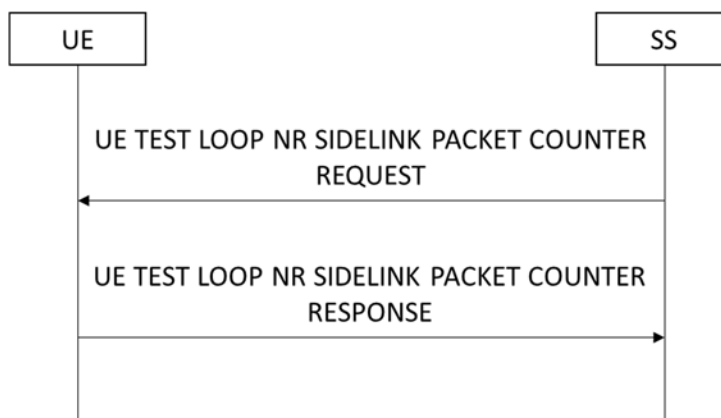 UE
SS
UE TEST LOOP NR SIDELINK PACKET COUNTER
REQUEST
UE TEST LOOP NR SIDELINK PACKET COUNTER
RESPONSE